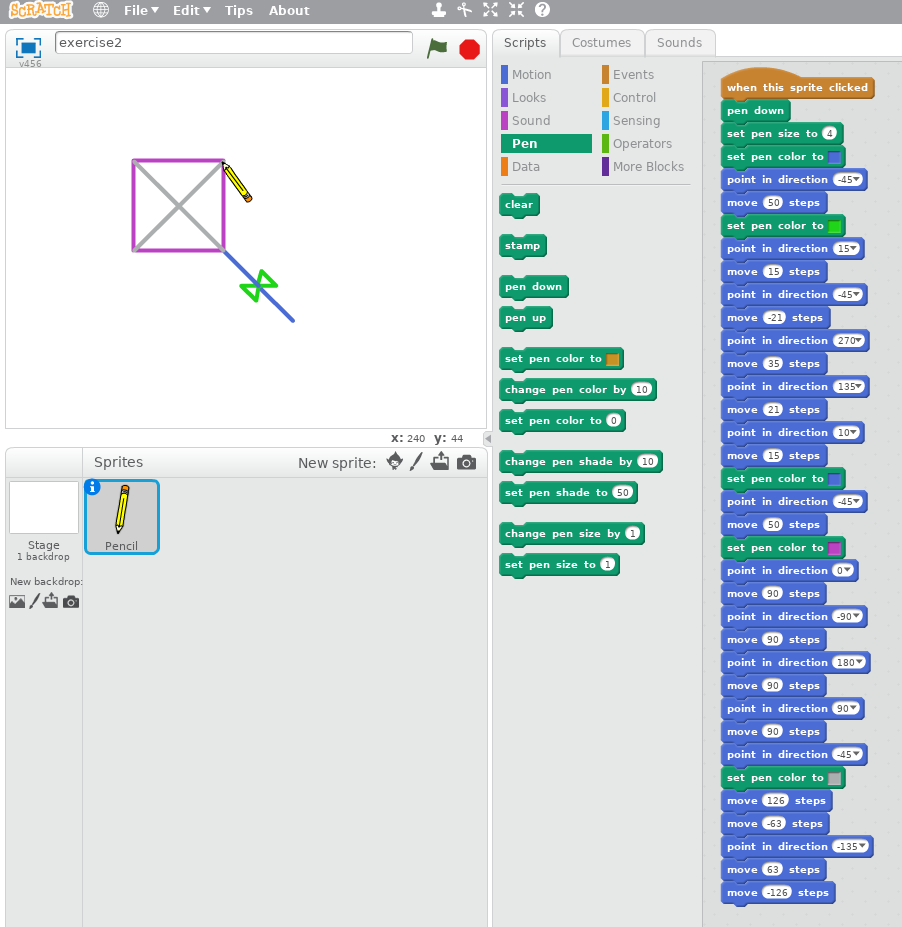 SCRATCH File Edit Tips About
exercise2
v456
x: 240 y: 44
Sprites New sprite:
Stage
1 backdrop
New backdrop:
Pencil
Scripts Costumes Sounds
Motion Events
Looks Control
Sound Sensing
Pen Operators
Data More Blocks
clear
stamp
pen down
pen up
set pen color to
change pen color by 10
set pen color to 0
change pen shade by 10
set pen shade to 50
change pen size by 1
set pen size to 1
when this sprite clicked
pen down
set pen size to 4
set pen color to
point in direction -45
move 50 steps
set pen color to
point in direction 15
move 15 steps
point in direction -45
move -21 steps
point in direction 270
move 35 steps
point in direction 135
move 21 steps
point in direction 10
move 15 steps
set pen color to
point in direction -45
move 50 steps
set pen color to
point in direction 0
move 90 steps
point in direction -90
move 90 steps
point in direction 180
move 90 steps
point in direction 90
move 90 steps
point in direction -45
set pen color to
move 126 steps
move -63 steps
point in direction -135
move 63 steps
move -126 steps